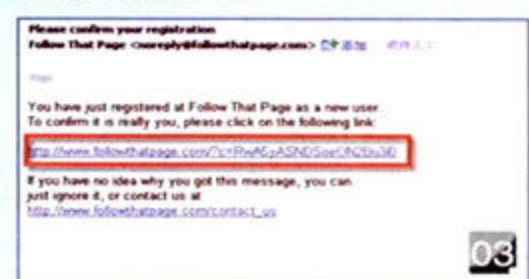 Please confirm your registration
Follow That Page <noreply@followthatpage.com> 添加
You have just registered at Follow That Page as a new user.
To confirm it is really you, please click on the following link:
If you have no idea why you got this message, you can
just ignore it, or contact us at
http://www.followthatpage.com/contact_us
03